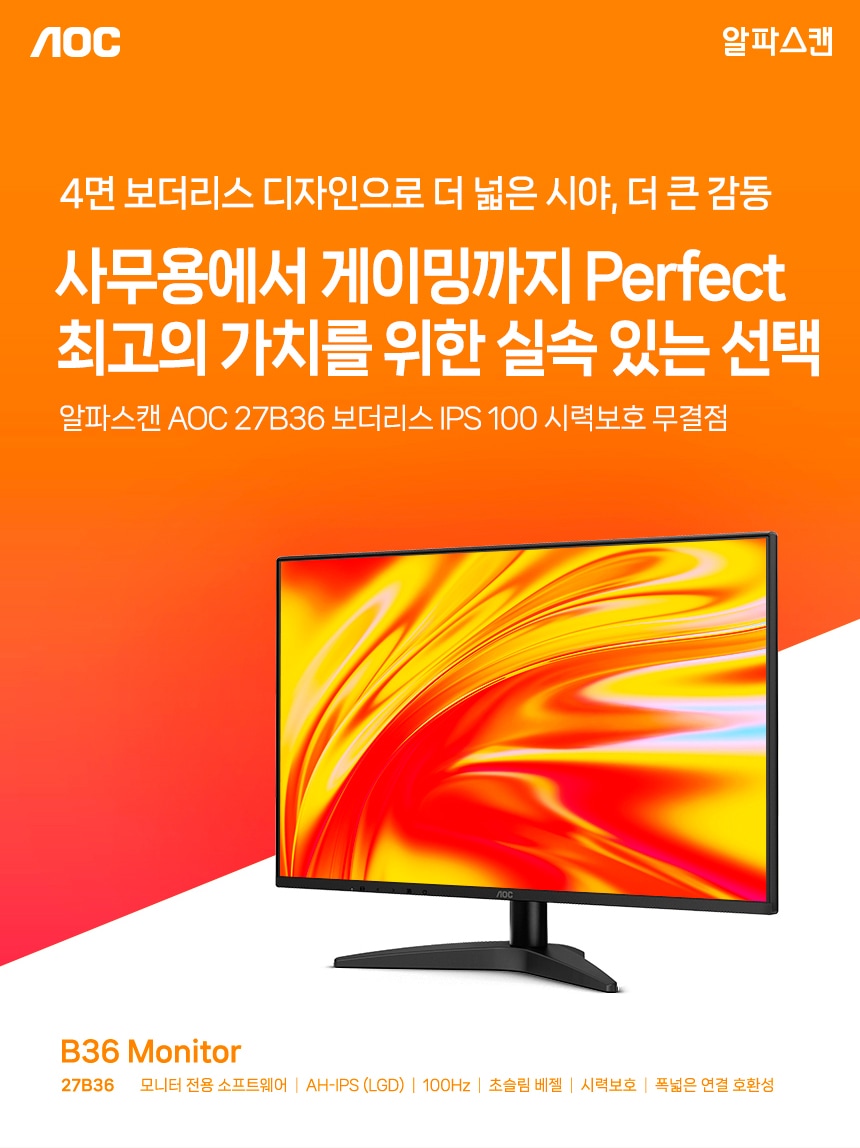 AOC
알파스캔
4면 보더리스 디자인으로 더 넓은 시야, 더 큰 감동
사무용에서 게이밍까지 Perfect
최고의 가치를 위한 실속 있는 선택
알파스캔 AOC 27B36 보더리스 IPS 100 시력보호 무결점
AOC
B36 Monitor
27B36 모니터 전용 소프트웨어 | AH-IPS (LGD) | 100Hz | 초슬림 베젤 | 시력보호 | 폭넓은 연결 호환성